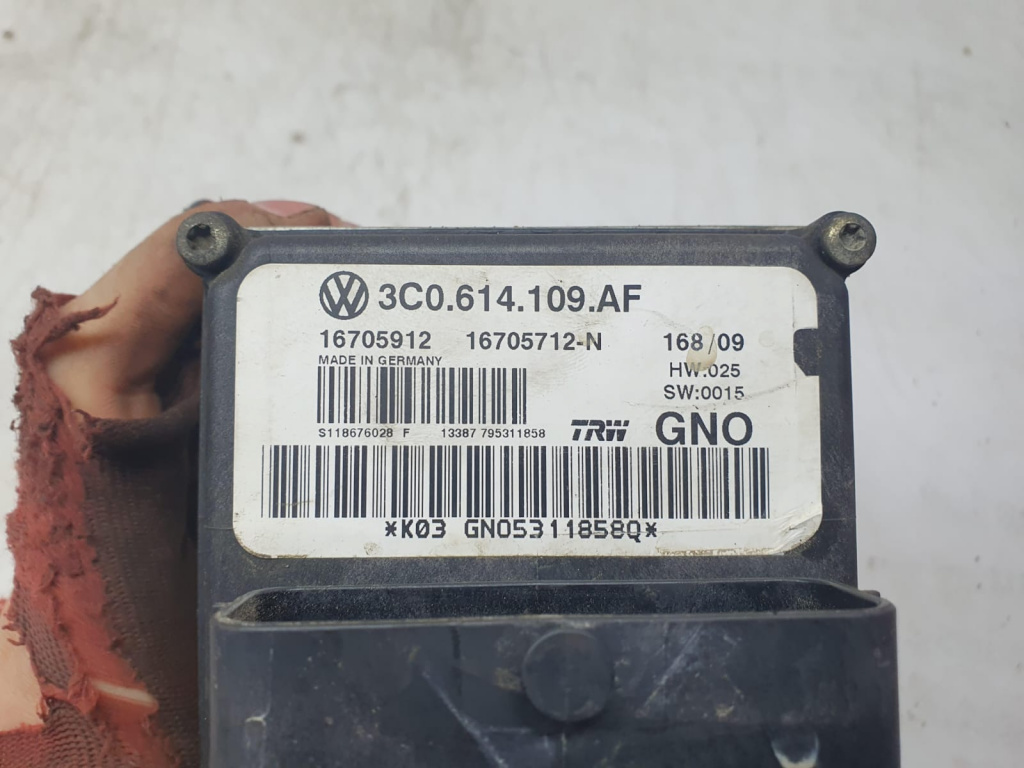 3C0.614.109.AF
16705912 16705712-N 168/09
MADE IN GERMANY HW:025
SW:0015
S118676028 F 13387 795311858 TRW GNO
*K03 GNO5311858Q*